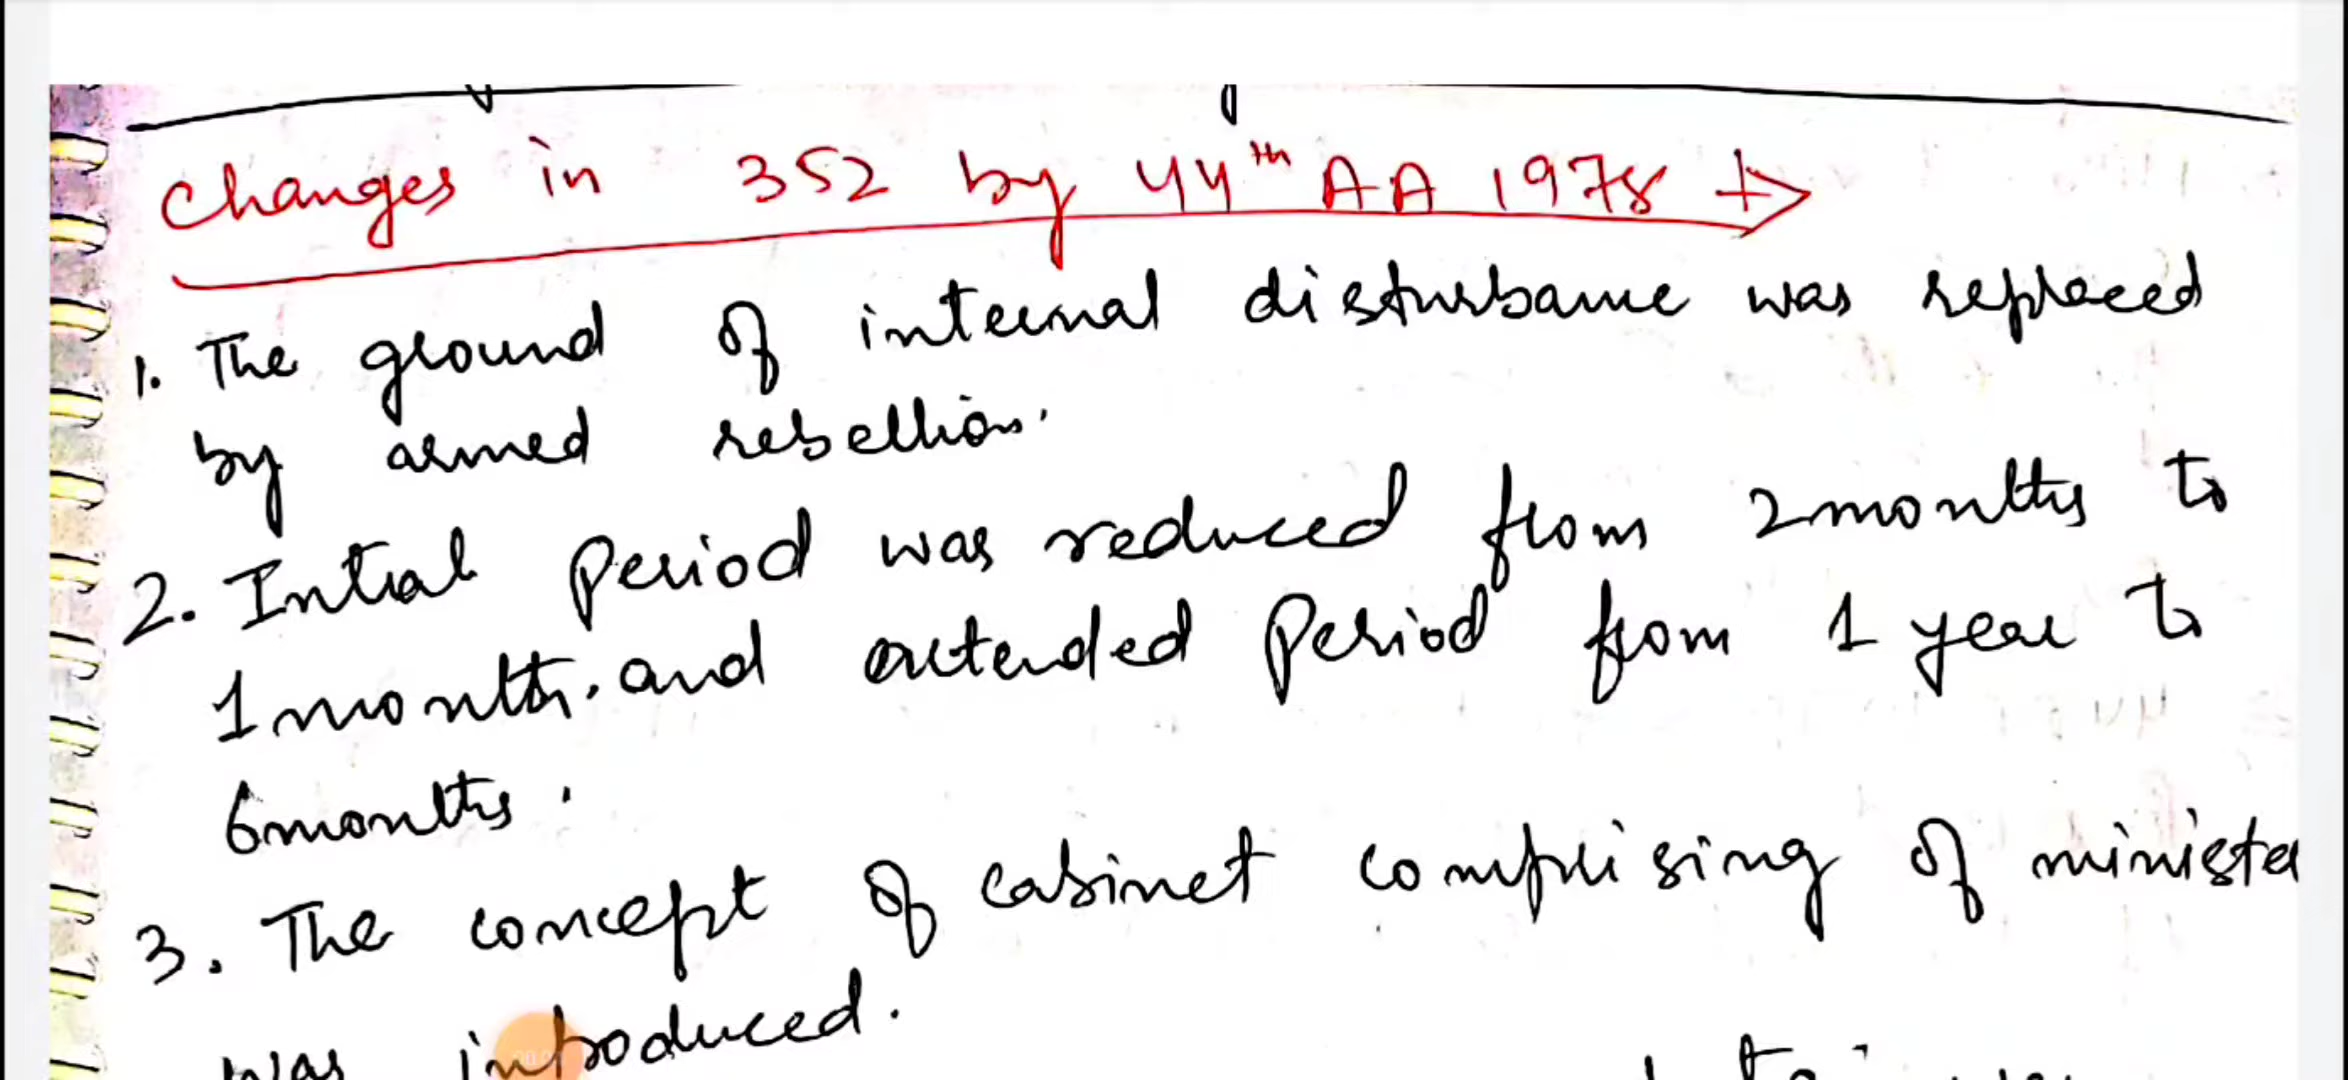 Changes in 352 by 44th AA 1978
1. The ground of internal disturbance was replaced
by armed rebellion.
2. Intial Period was reduced from 2 months to
1 month. and extended Period from 1 year to
6 months.
3. The concept of cabinet comprising of ministe
was introduced.